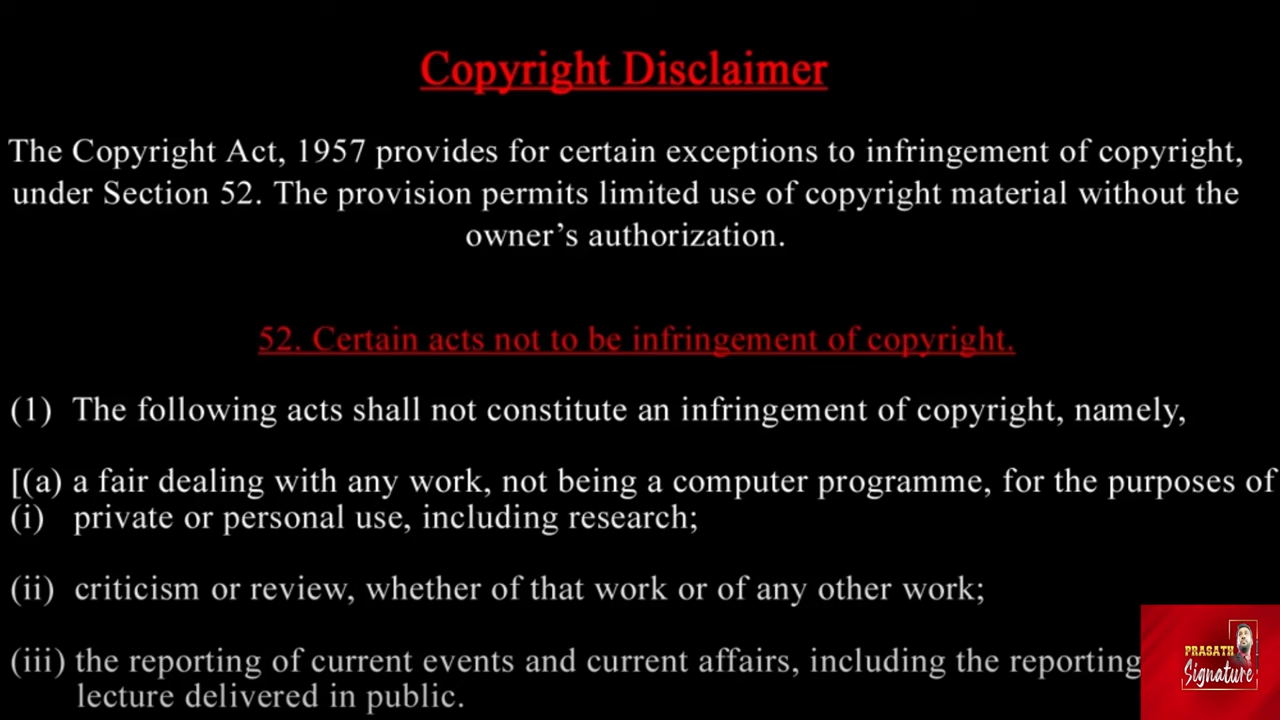 Copyright Disclaimer
The Copyright Act, 1957 provides for certain exceptions to infringement of copyright,
under Section 52. The provision permits limited use of copyright material without the
owner’s authorization.
52. Certain acts not to be infringement of copyright.
(1) The following acts shall not constitute an infringement of copyright, namely,
[(a) a fair dealing with any work, not being a computer programme, for the purposes of
(i) private or personal use, including research;
(ii) criticism or review, whether of that work or of any other work;
(iii) the reporting of current events and current affairs, including the reporting
lecture delivered in public.
PRASATH
Signature